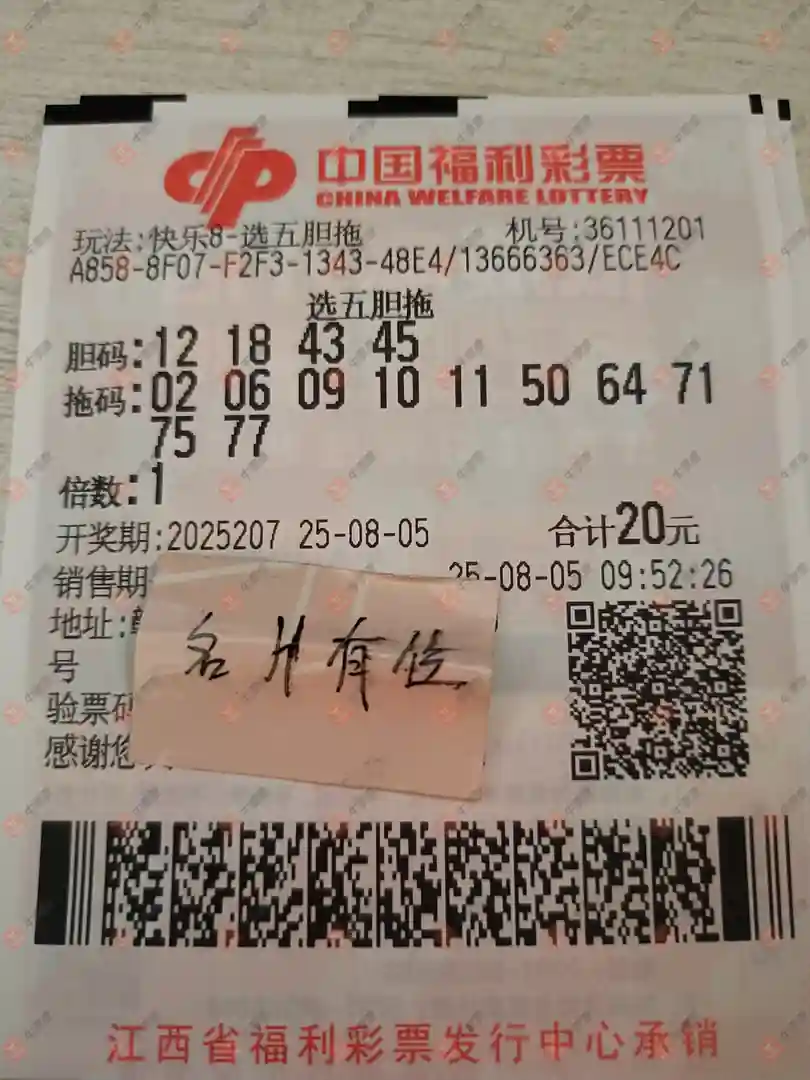 中国福利彩票
CHINA WELFARE LOTTERY
玩法:快乐8-选五胆拖 机号:36111201
A858-8F07-F2F3-1343-48E4/13666363/ECE4C
选五胆拖
胆码:12 18 43 45
拖码:02 06 09 10 11 50 64 71
75 77
倍数:1
开奖期:2025207 25-08-05 合计20元
销售期 25-08-05 09:52:26
地址:
号
验票码
感谢您
名片有位
江西省福利彩票发行中心承销